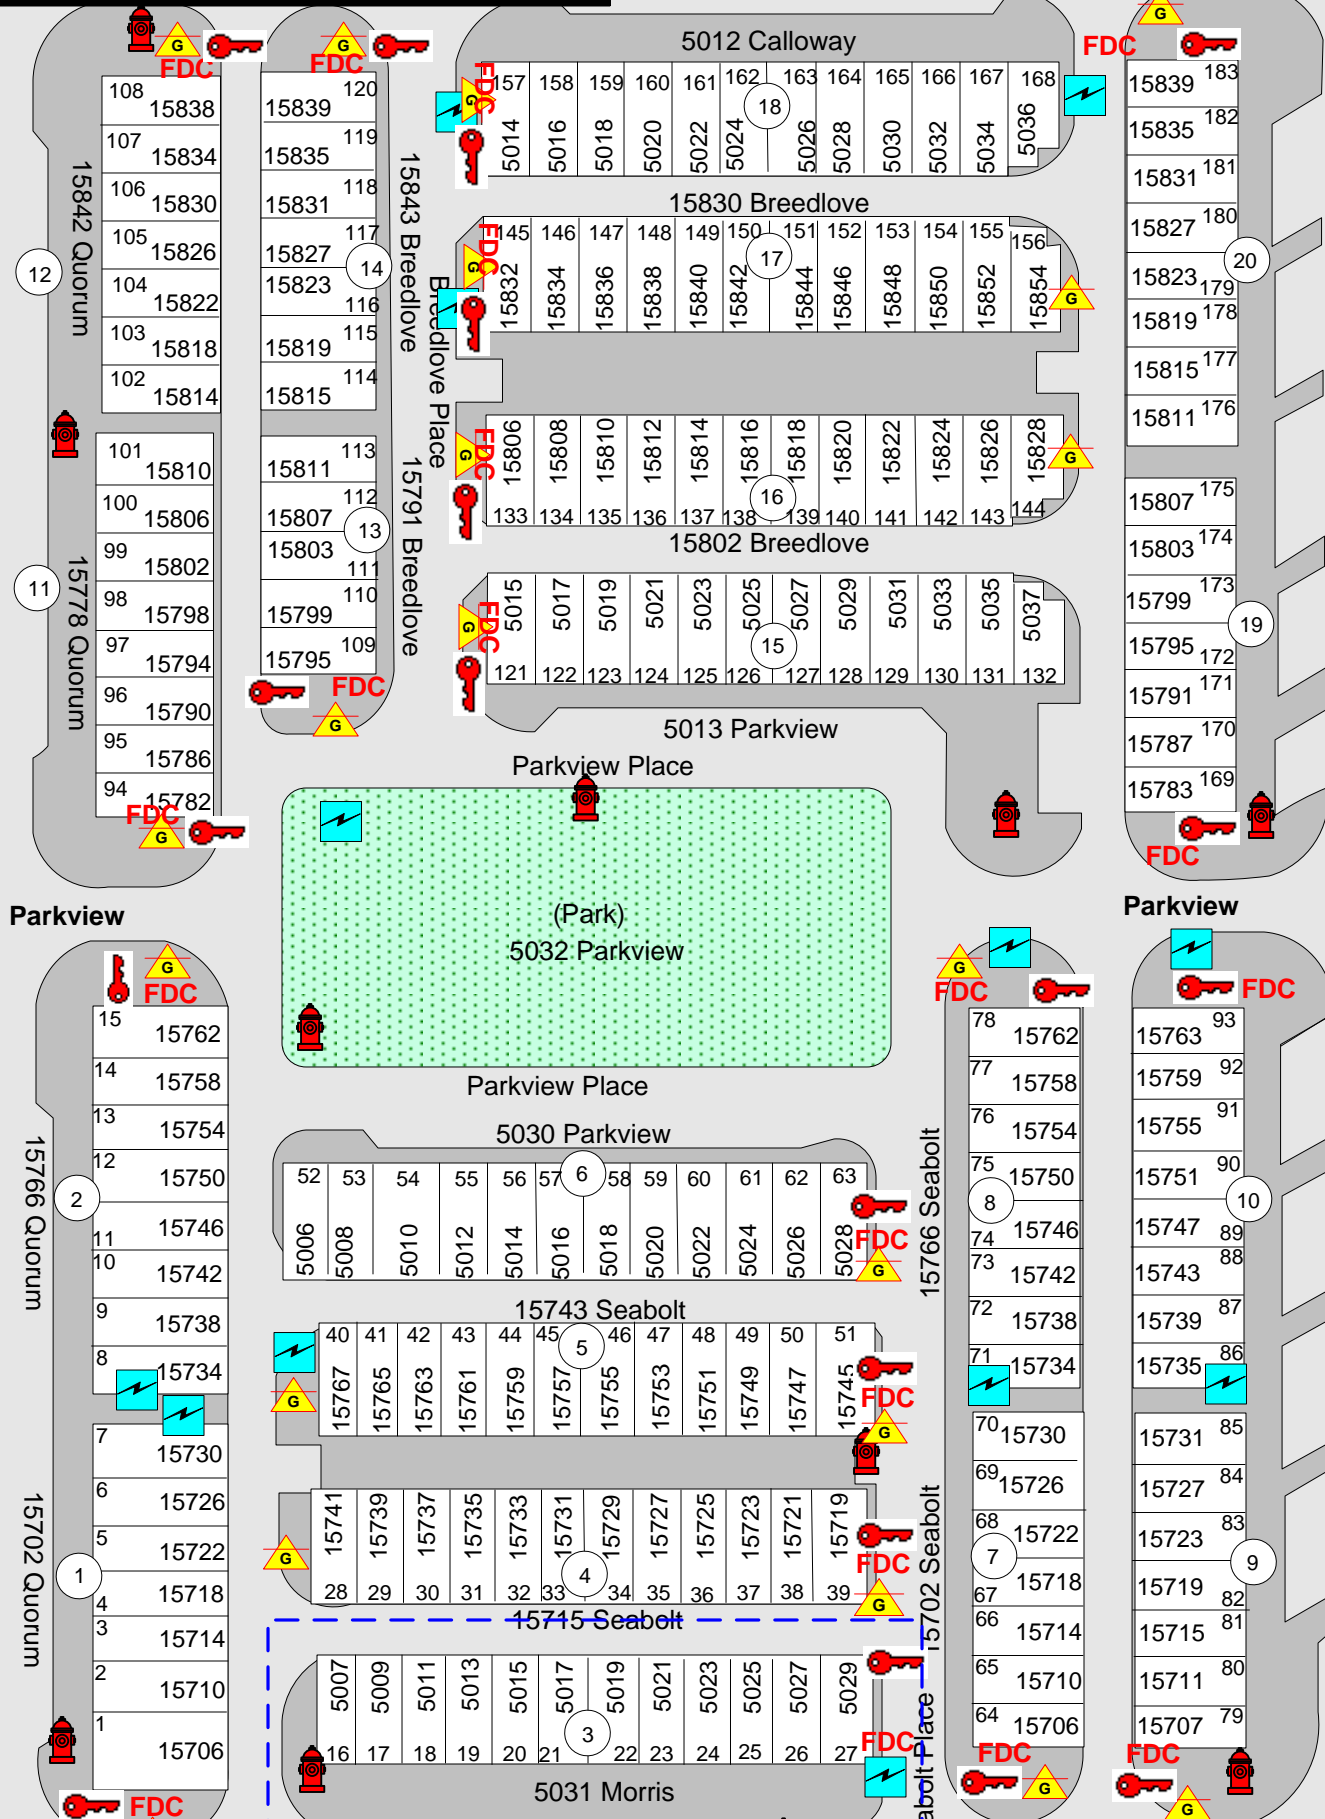 G
FDC
108 15838
107 15834
106 15830
105 15826
104 15822
103 15818
102 15814
15842 Quorum
12
101 15810
100 15806
99 15802
98 15798
97 15794
96 15790
95 15786
94 15782
15778 Quorum
11
FDC
G
G
FDC
120 15839
119 15835
118 15831
117 15827
14
15823 116
15819 115
15815 114
15843 Breedlove
15811 113
15807 112
13
15803 111
15799 110
15795 109
15791 Breedlove
FDC
G
Breedlove Place
5012 Calloway
FDC
G
157 158 159 160 161 162 163 164 165 166 167 168
18
5014 5016 5018 5020 5022 5024 5026 5028 5030 5032 5034 5036
15830 Breedlove
FDC
G
145 146 147 148 149 150 151 152 153 154 155 156
17
15832 15834 15836 15838 15840 15842 15844 15846 15848 15850 15852 15854
G
FDC
G
15806 15808 15810 15812 15814 15816 15818 15820 15822 15824 15826 15828
G
16
133 134 135 136 137 138 139 140 141 142 143 144
15802 Breedlove
FDC
G
5015 5017 5019 5021 5023 5025 5027 5029 5031 5033 5035 5037
15
121 122 123 124 125 126 127 128 129 130 131 132
5013 Parkview
Parkview Place
G
FDC
15839 183
15835 182
15831 181
15827 180
20
15823 179
15819 178
15815 177
15811 176
15807 175
15803 174
15799 173
19
15795 172
15791 171
15787 170
15783 169
FDC
(Park)
5032 Parkview
Parkview Place
Parkview
Parkview
G
FDC
15 15762
14 15758
13 15754
12 15750
2
11 15746
10 15742
9 15738
8 15734
15766 Quorum
7 15730
6 15726
5 15722
1
4 15718
3 15714
2 15710
1 15706
15702 Quorum
FDC
5030 Parkview
52 53 54 55 56 57 58 59 60 61 62 63
6
5006 5008 5010 5012 5014 5016 5018 5020 5022 5024 5026 5028
FDC
G
15743 Seabolt
40 41 42 43 44 45 46 47 48 49 50 51
5
15767 15765 15763 15761 15759 15757 15755 15753 15751 15749 15747 15745
G
FDC
G
15741 15739 15737 15735 15733 15731 15729 15727 15725 15723 15721 15719
4
28 29 30 31 32 33 34 35 36 37 38 39
G
FDC
G
15715 Seabolt
5007 5009 5011 5013 5015 5017 5019 5021 5023 5025 5027 5029
3
16 17 18 19 20 21 22 23 24 25 26 27
FDC
5031 Morris
G
FDC
78 15762
77 15758
76 15754
75 15750
8
74 15746
73 15742
72 15738
71 15734
15766 Seabolt
70 15730
69 15726
68 15722
7
67 15718
66 15714
65 15710
64 15706
15702 Seabolt
abolt Place
FDC
G
FDC
15763 93
15759 92
15755 91
15751 90
10
15747 89
15743 88
15739 87
15735 86
15731 85
15727 84
15723 83
9
15719 82
15715 81
15711 80
15707 79
FDC
G